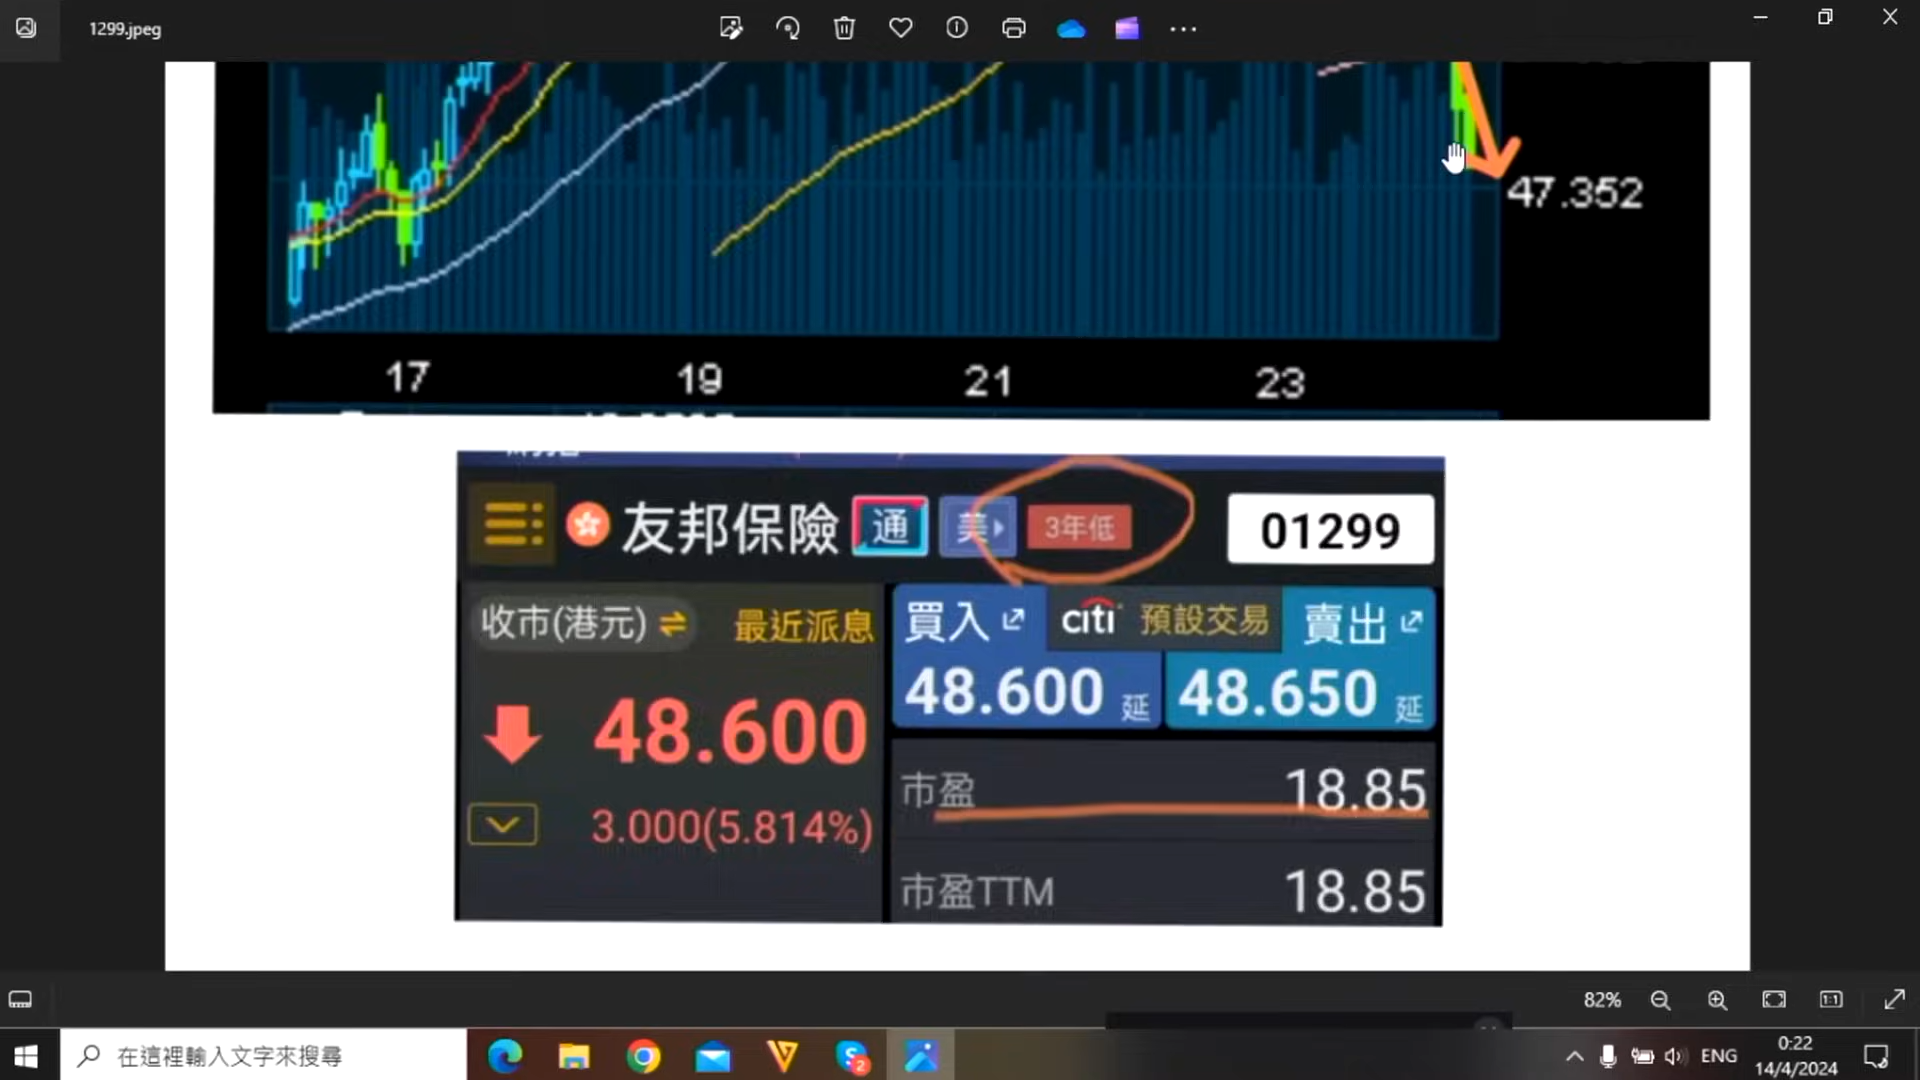 1299.jpeg
47.352
17 19 21 23
友邦保險 通 美 3年低 01299
收市(港元) 最近派息 買入 citi 預設交易 賣出
48.600 48.600 延 48.650 延
3.000(5.814%) 市盈 18.85
市盈TTM 18.85
82% 1:1
在這裡輸入文字來搜尋 2 ENG 0:22
14/4/2024